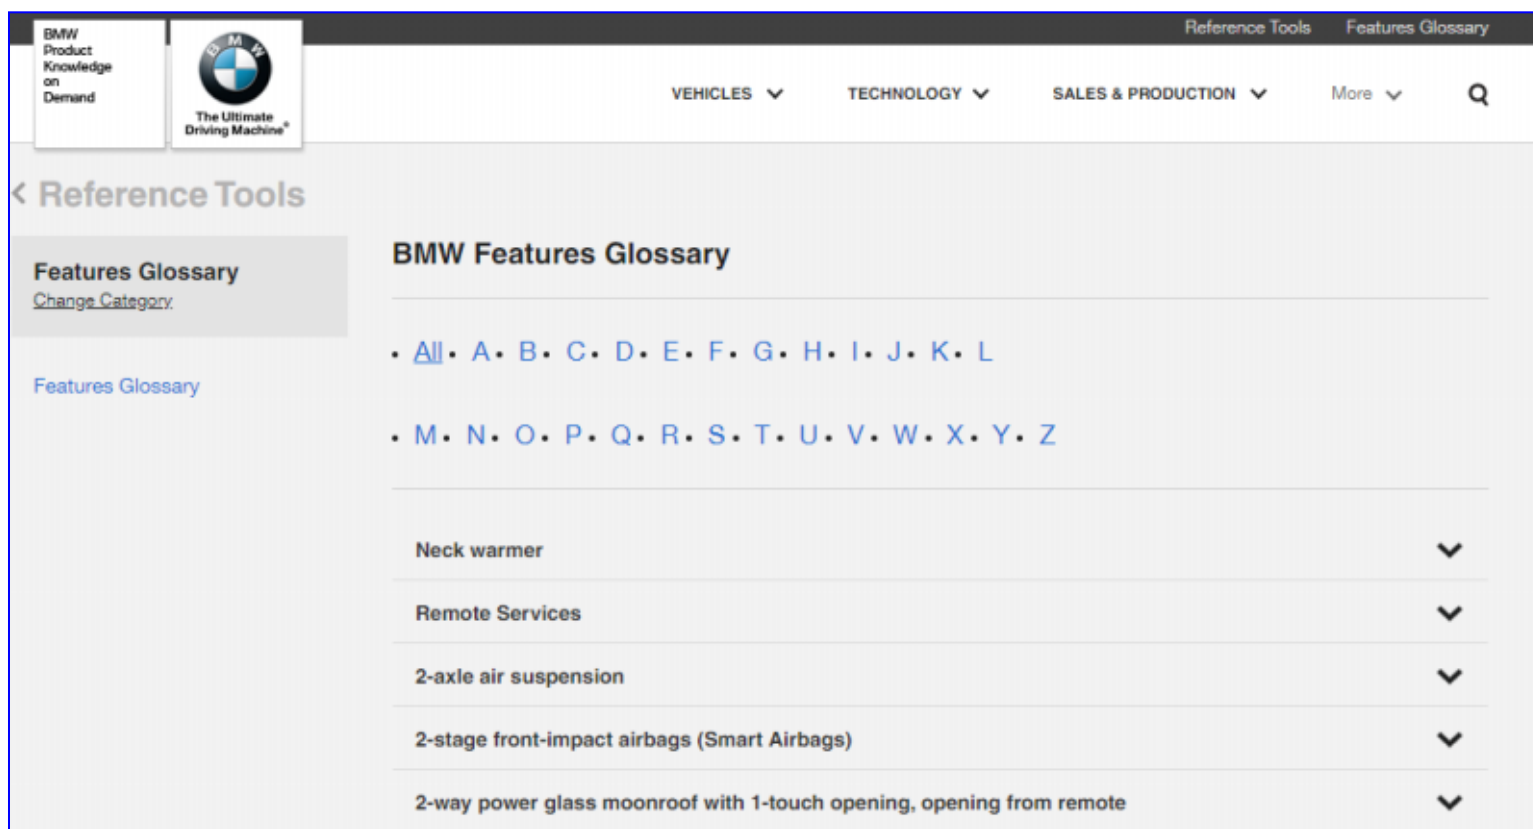 Reference Tools Features Glossary
BMW
Product
Knowledge
on
Demand
BMW
The Ultimate
Driving Machine®
VEHICLES TECHNOLOGY SALES & PRODUCTION More
< Reference Tools
Features Glossary
Change Category
Features Glossary
BMW Features Glossary
• All • A • B • C • D • E • F • G • H • I • J • K • L
• M • N • O • P • Q • R • S • T • U • V • W • X • Y • Z
Neck warmer
Remote Services
2-axle air suspension
2-stage front-impact airbags (Smart Airbags)
2-way power glass moonroof with 1-touch opening, opening from remote